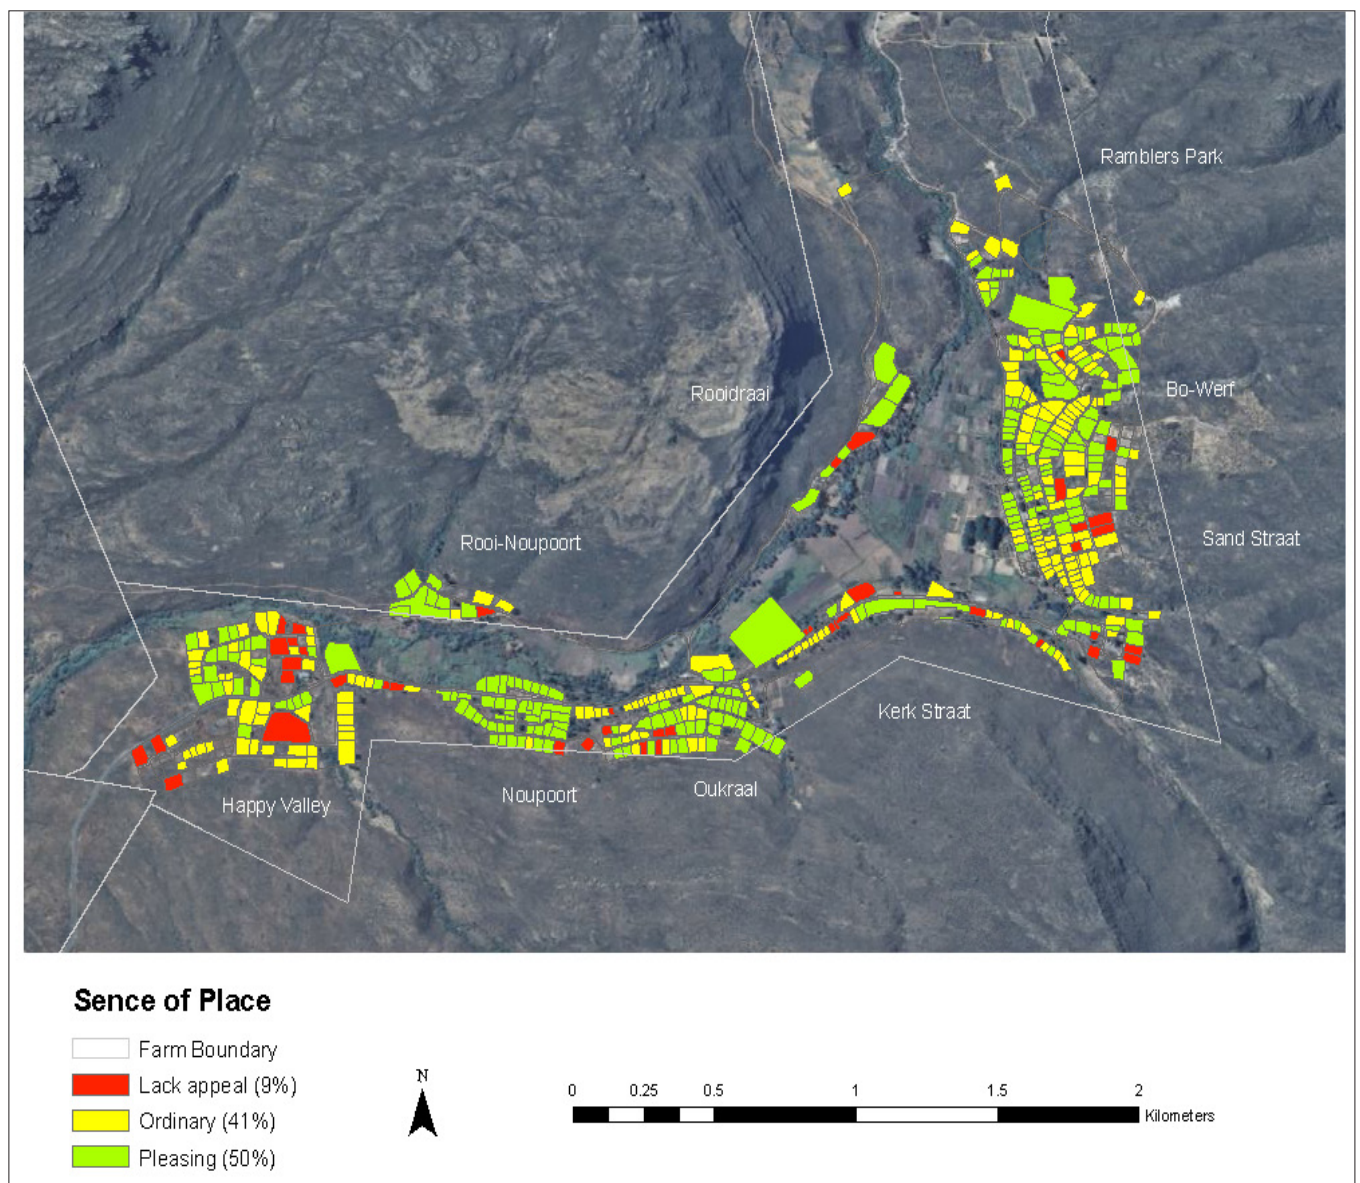 Ramblers Park
Rooidraai
Bo-Werf
Rooi-Noupoort
Sand Straat
Kerk Straat
Happy Valley
Noupoort
Oukraal
Sence of Place
Farm Boundary
Lack appeal (9%)
Ordinary (41%)
Pleasing (50%)
N
0 0.25 0.5 1 1.5 2
Kilometers